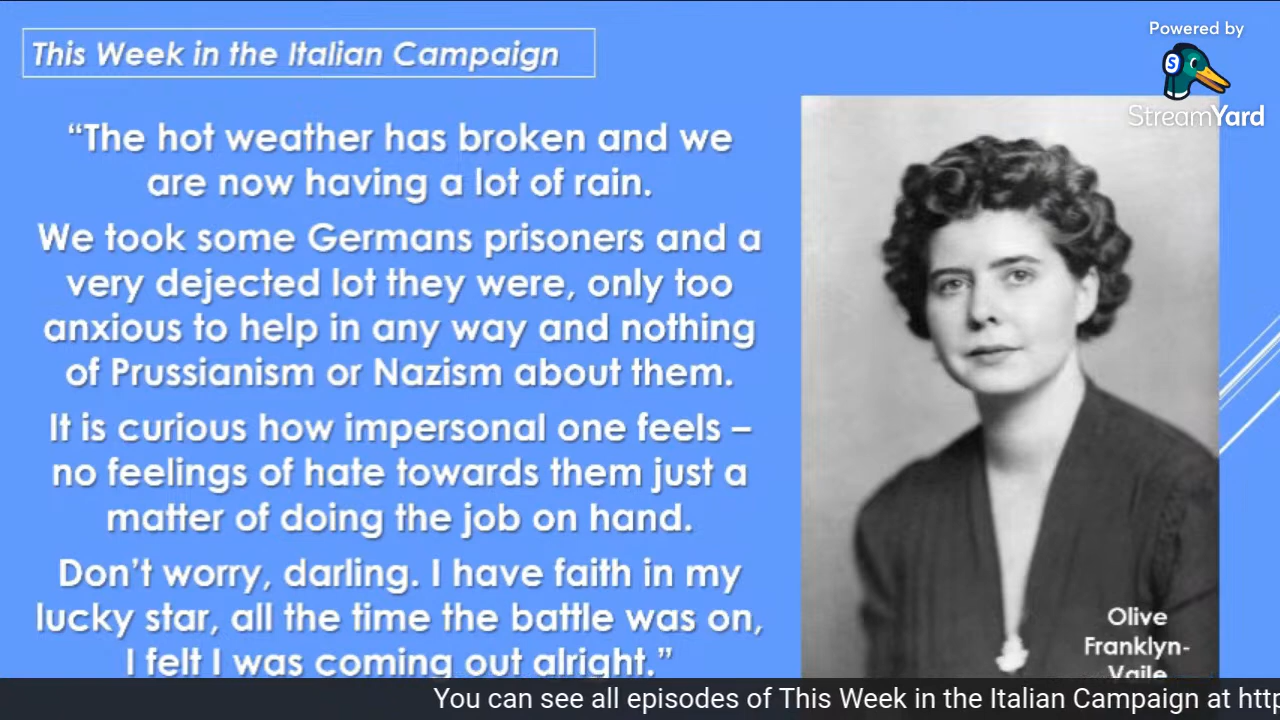 This Week in the Italian Campaign
Powered by
StreamYard
“The hot weather has broken and we
are now having a lot of rain.
We took some Germans prisoners and a
very dejected lot they were, only too
anxious to help in any way and nothing
of Prussianism or Nazism about them.
It is curious how impersonal one feels –
no feelings of hate towards them just a
matter of doing the job on hand.
Don’t worry, darling. I have faith in my
lucky star, all the time the battle was on,
I felt I was coming out alright.”
Olive
Franklyn-
Vaile
You can see all episodes of This Week in the Italian Campaign at http